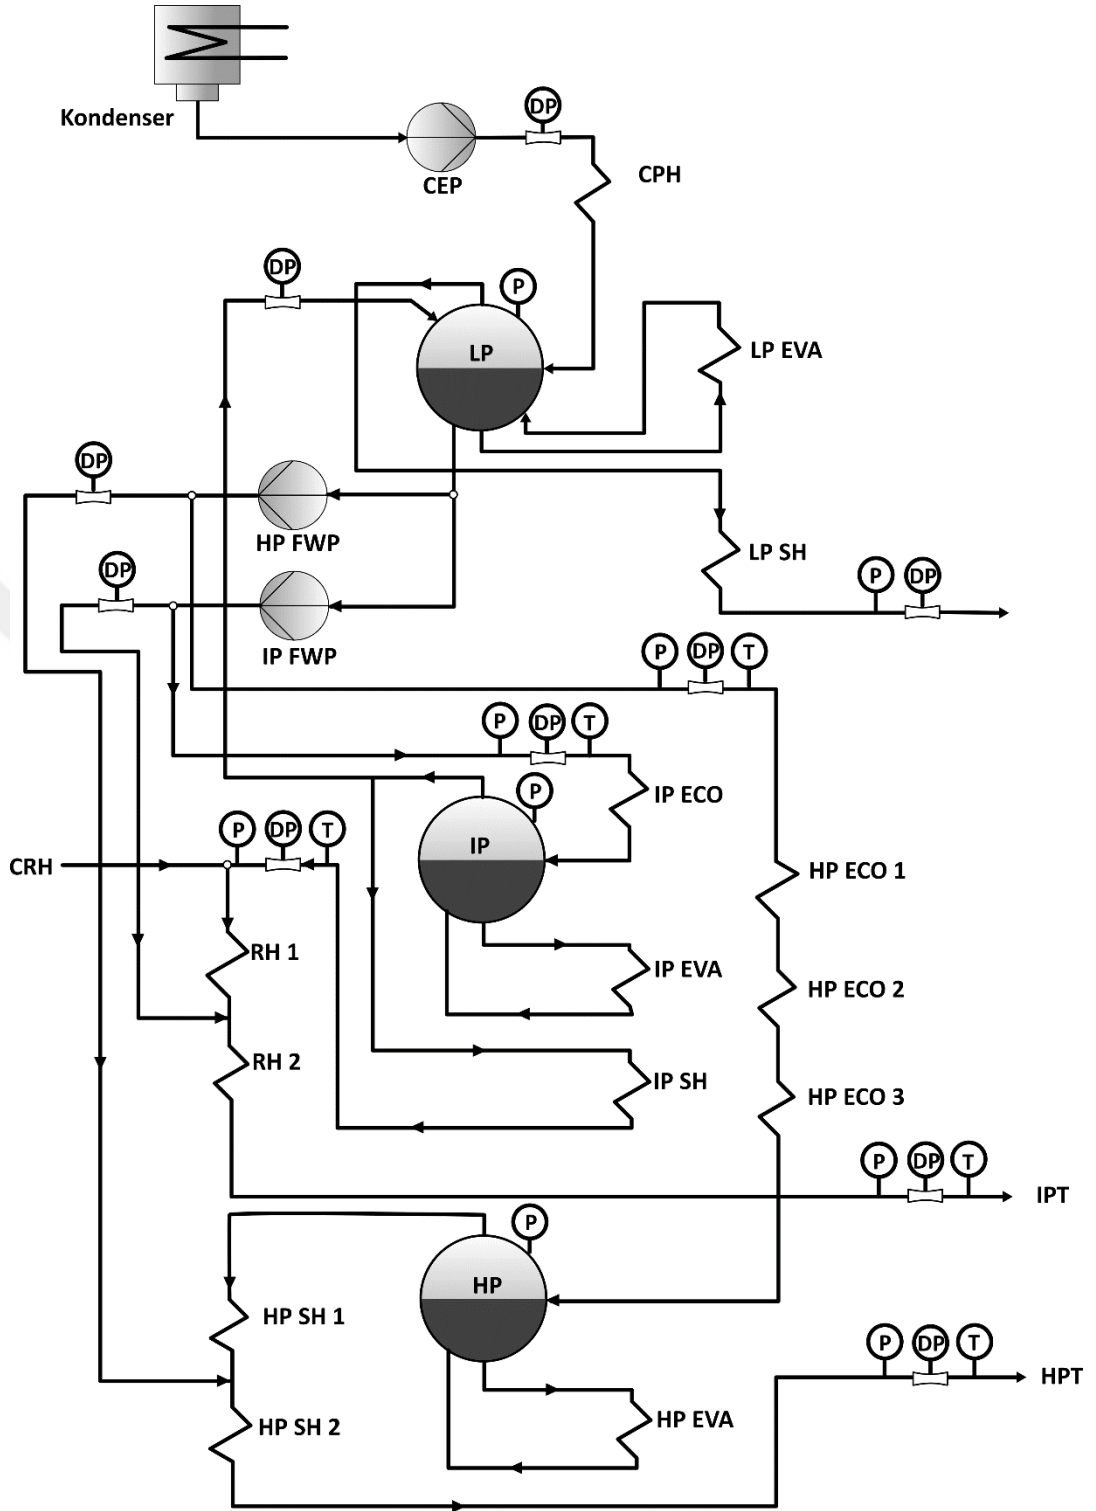 Kondenser
DP
CEP
CPH
DP
P
LP
LP EVA
DP
HP FWP
LP SH
DP
IP FWP
P
DP
P
DP
T
P
DP
T
P
IP ECO
IP
P
DP
T
CRH
HP ECO 1
RH 1
IP EVA
HP ECO 2
RH 2
IP SH
HP ECO 3
P
DP
T
IPT
P
HP
HP SH 1
P
DP
T
HPT
HP SH 2
HP EVA